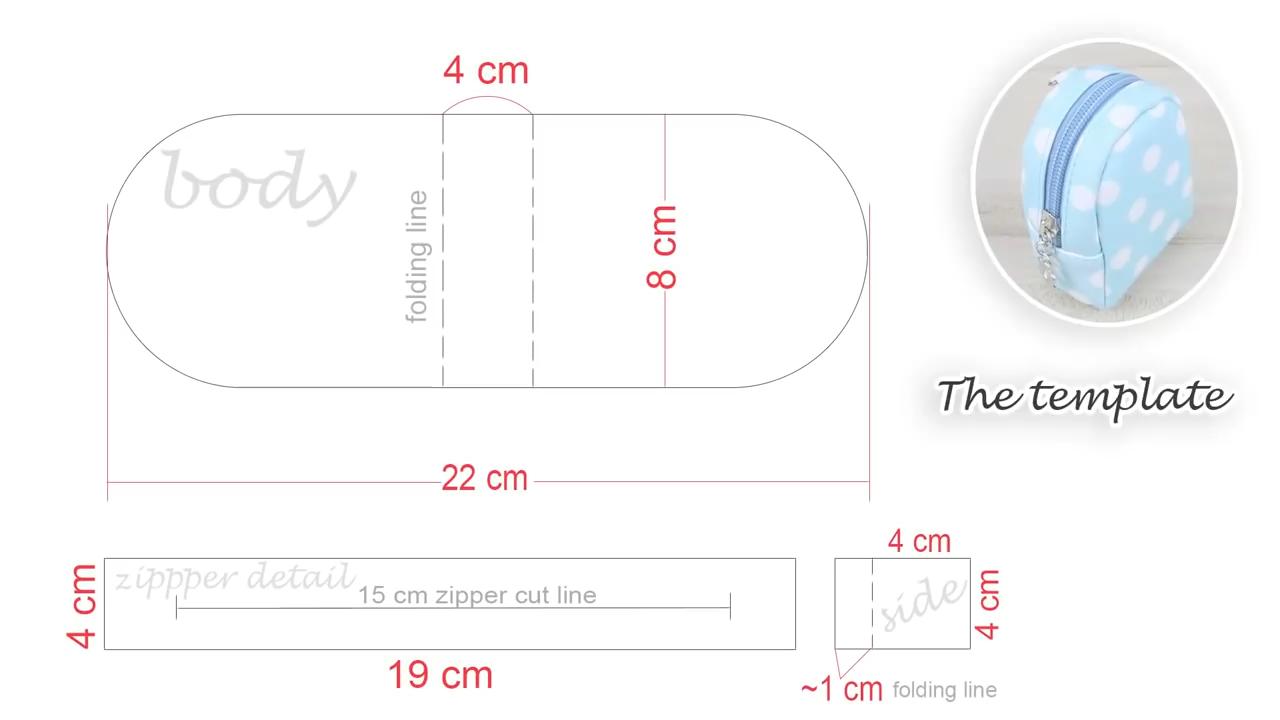 4 cm
body
folding line
8 cm
22 cm
The template
zippper detail
15 cm zipper cut line
4 cm
19 cm
4 cm
side
4 cm
~1 cm folding line